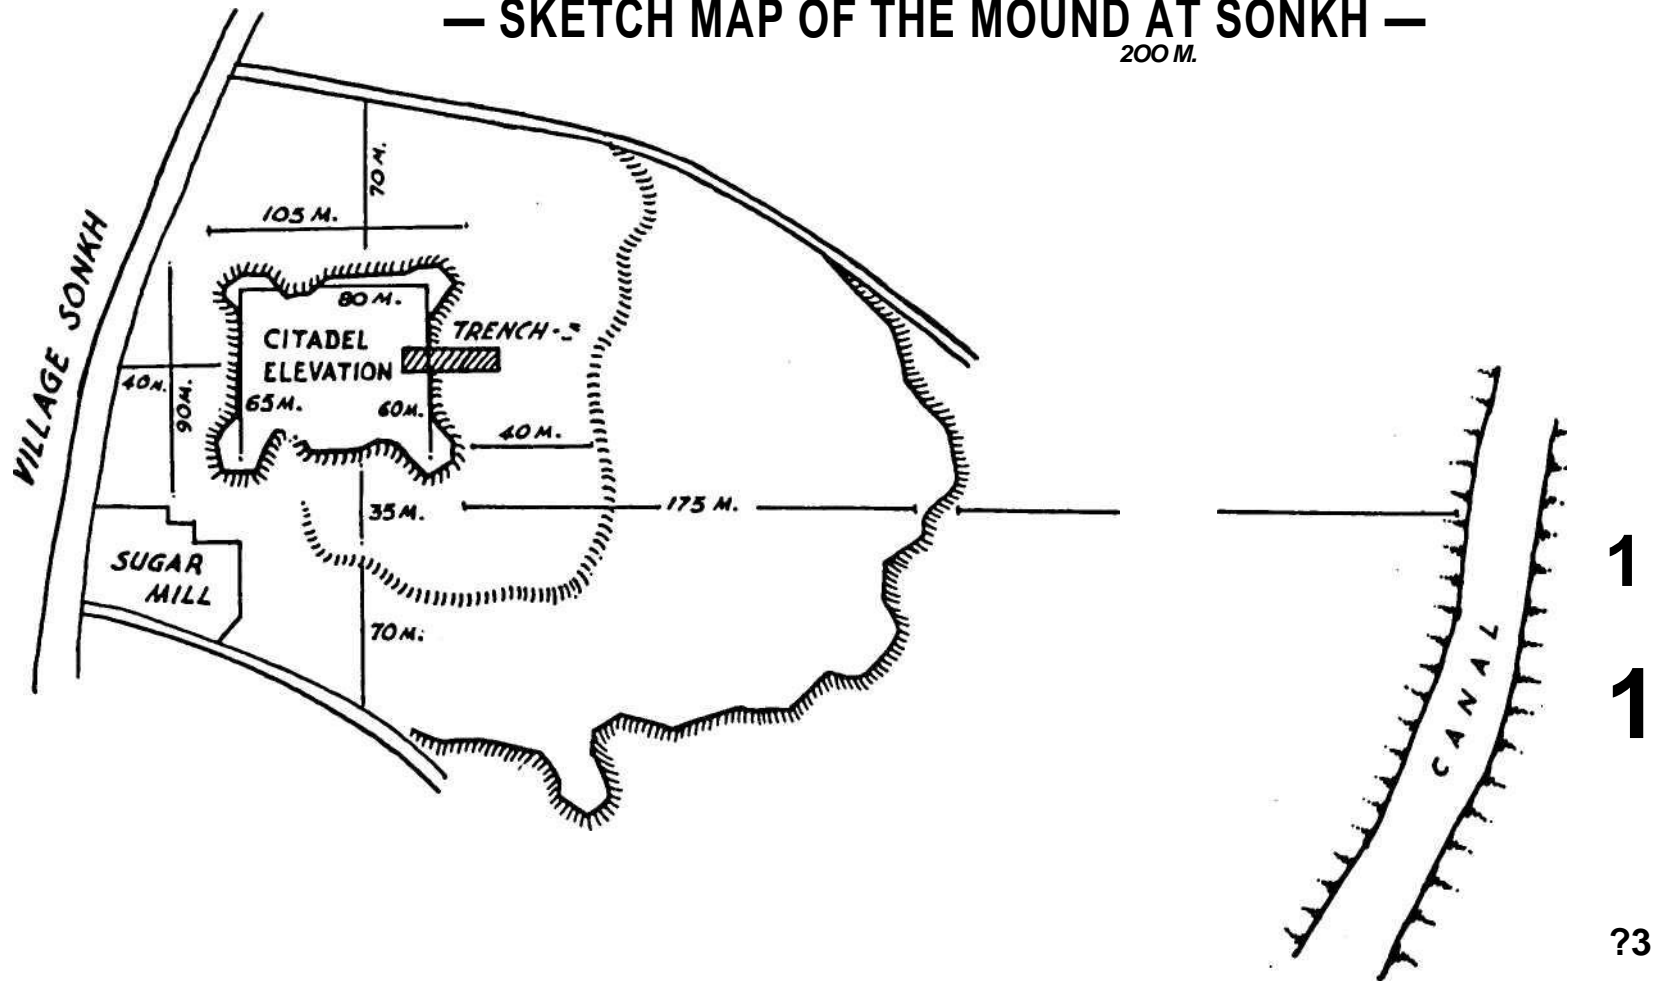 — SKETCH MAP OF THE MOUND AT SONKH —
200 M.
70 M.
105 M.
VILLAGE SONKH
80 M.
CITADEL
ELEVATION
TRENCH-
40 M.
90 M.
65 M.
60 M.
40 M.
35 M.
175 M.
SUGAR
MILL
70 M.
CANAL
1
1
?3